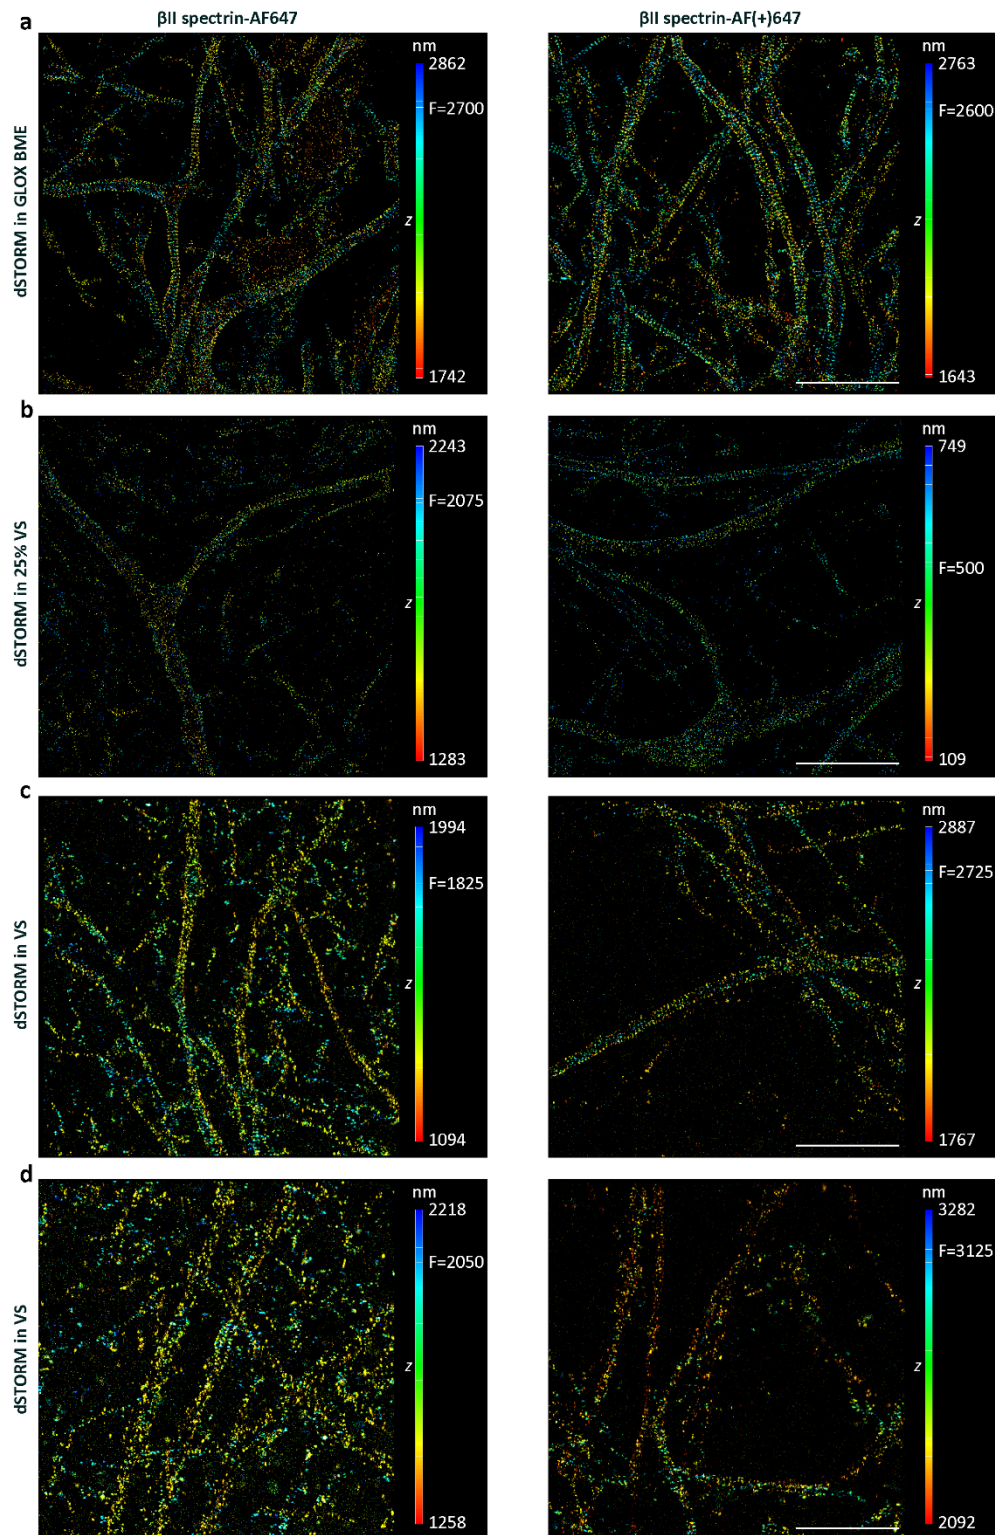 βII spectrin-AF647
βII spectrin-AF(+)647
a
dSTORM in GLOX BME
nm
2862
F=2700
z
1742
nm
2763
F=2600
z
1643
b
dSTORM in 25% VS
nm
2243
F=2075
z
1283
nm
749
F=500
z
109
c
dSTORM in VS
nm
1994
F=1825
z
1094
nm
2887
F=2725
z
1767
d
dSTORM in VS
nm
2218
F=2050
z
1258
nm
3282
F=3125
z
2092